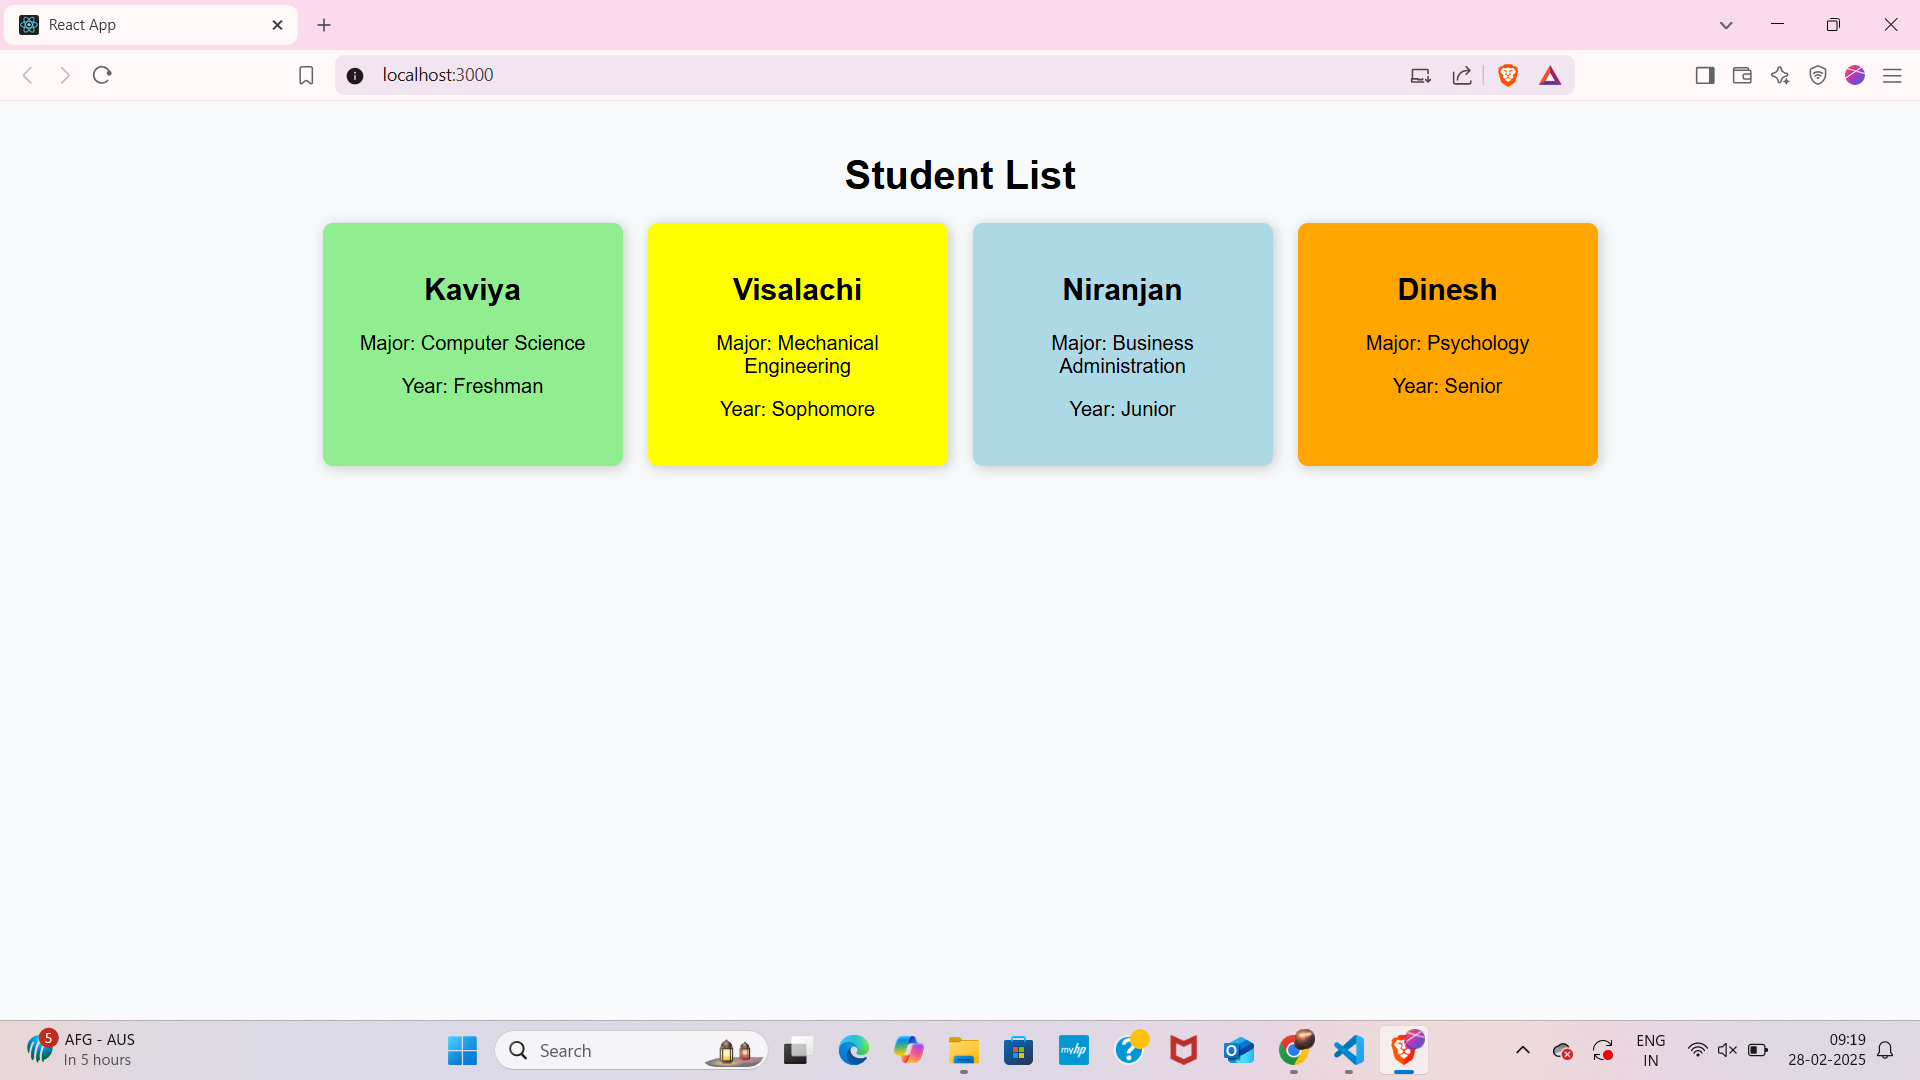 React App
localhost:3000
Student List
Kaviya
Major: Computer Science
Year: Freshman
Visalachi
Major: Mechanical
Engineering
Year: Sophomore
Niranjan
Major: Business
Administration
Year: Junior
Dinesh
Major: Psychology
Year: Senior
5
AFG - AUS
In 5 hours
Search
myhp
ENG
IN
09:19
28-02-2025